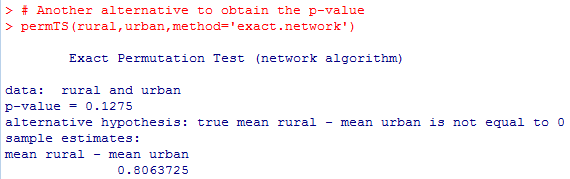 > # Another alternative to obtain the p-value
> permTS(rural,urban,method='exact.network')
Exact Permutation Test (network algorithm)
data:  rural and urban
p-value = 0.1275
alternative hypothesis: true mean rural - mean urban is not equal to 0
sample estimates:
mean rural - mean urban
0.8063725